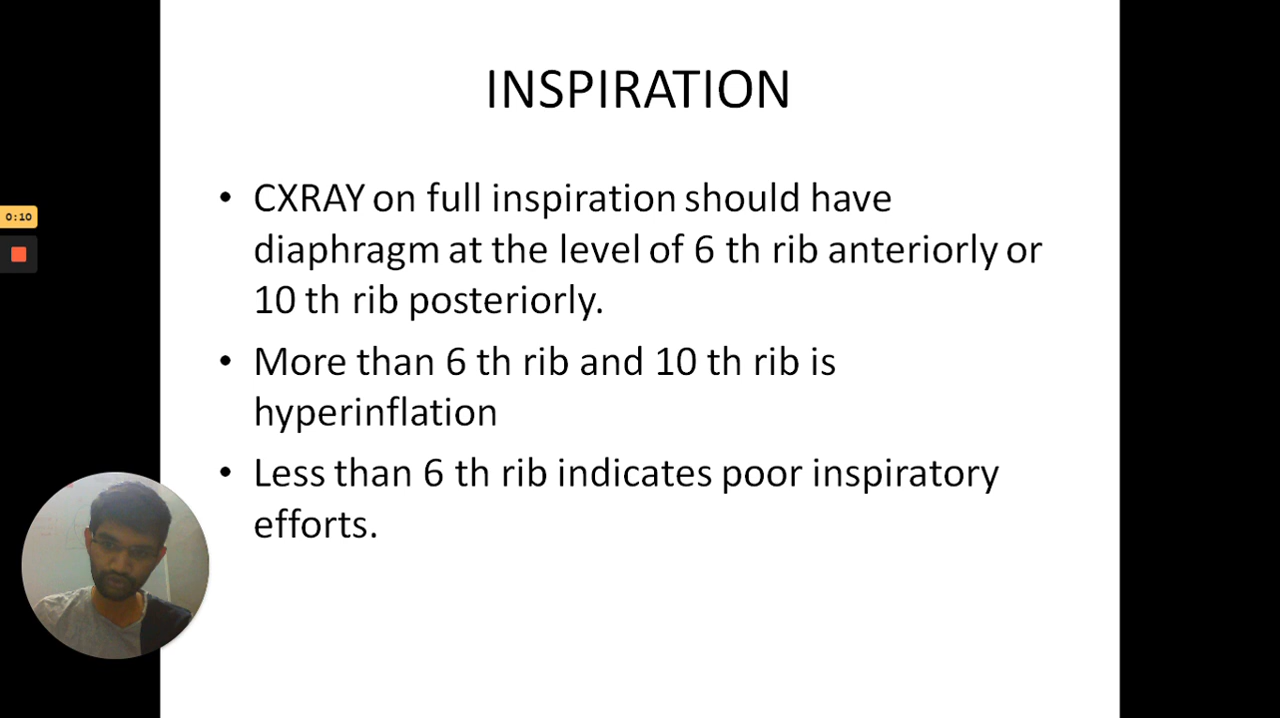 INSPIRATION
• CXRAY on full inspiration should have
diaphragm at the level of 6 th rib anteriorly or
10 th rib posteriorly.
• More than 6 th rib and 10 th rib is
hyperinflation
• Less than 6 th rib indicates poor inspiratory
efforts.
0:10